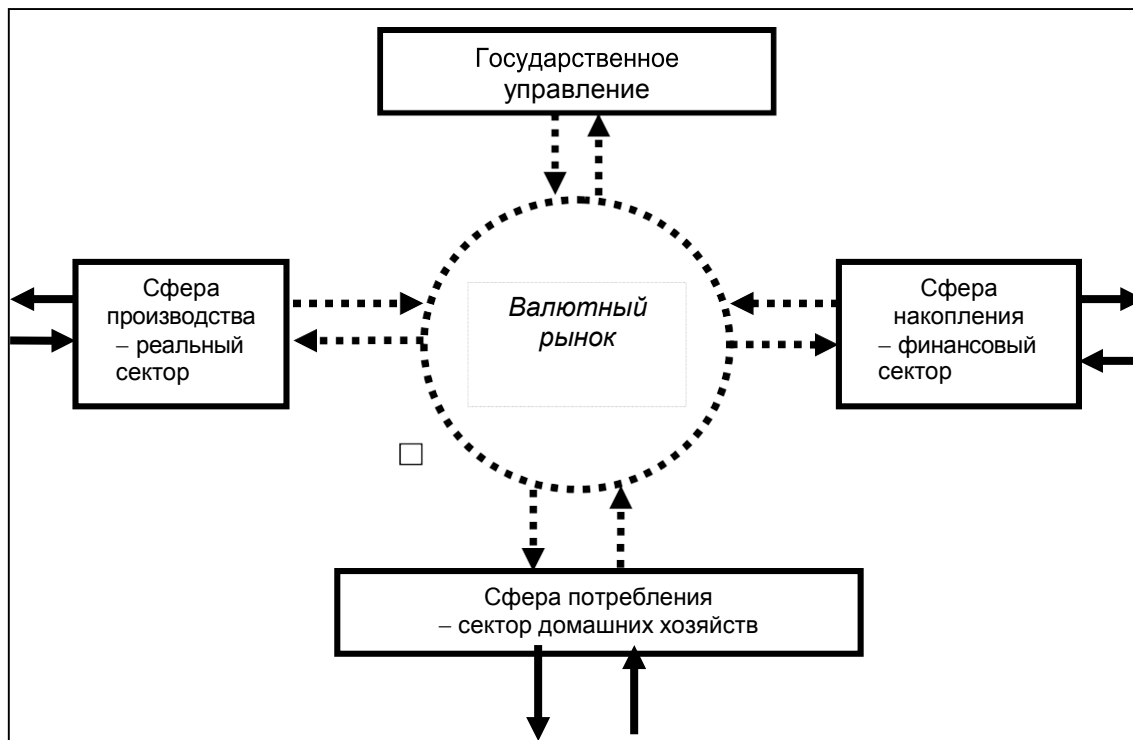 Государственное
управление
Сфера
производства
– реальный
сектор
Валютный
рынок
Сфера
накопления
– финансовый
сектор
Сфера потребления
– сектор домашних хозяйств